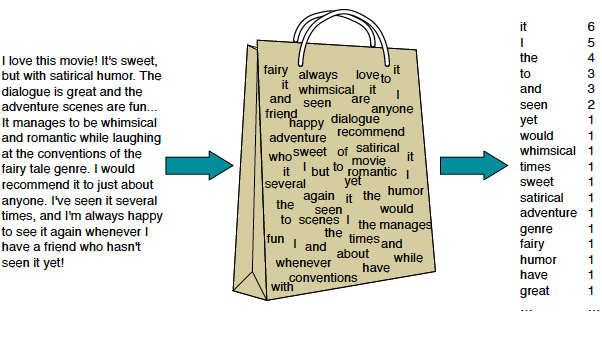 I love this movie! It's sweet,
but with satirical humor. The
dialogue is great and the
adventure scenes are fun...
It manages to be whimsical
and romantic while laughing
at the conventions of the
fairy tale genre. I would
recommend it to just about
anyone. I've seen it several
times, and I'm always happy
to see it again whenever I
have a friend who hasn't
seen it yet!
fairy always love to it
it whimsical it I
and seen are anyone
friend happy dialogue
adventure recommend
who sweet of satirical movie it
it I but to romantic I
several yet
again it the humor
the seen would
to scenes I the manages
fun I and the times and
whenever about while
have
conventions
with
it 6
I 5
the 4
to 3
and 3
seen 2
yet 1
would 1
whimsical 1
times 1
sweet 1
satirical 1
adventure 1
genre 1
fairy 1
humor 1
have 1
great 1
... ...